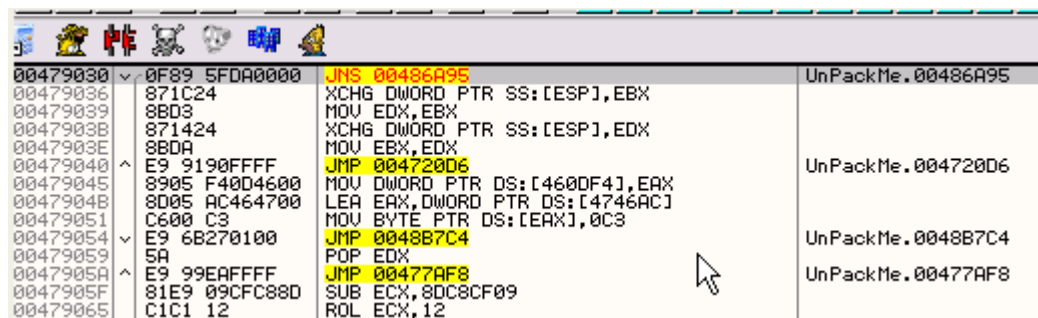 00479030 0F89 5FDA0000 JNS 00486A95 UnPackMe.00486A95
00479036 871C24 XCHG DWORD PTR SS:[ESP],EBX
00479039 8BD3 MOV EDX,EBX
0047903B 871424 XCHG DWORD PTR SS:[ESP],EDX
0047903E 8BDA MOV EBX,EDX
00479040 ^ E9 9190FFFF JMP 004720D6 UnPackMe.004720D6
00479045 8905 F40D4600 MOV DWORD PTR DS:[460DF4],EAX
0047904B 8D05 AC464700 LEA EAX,DWORD PTR DS:[4746AC]
00479051 C600 C3 MOV BYTE PTR DS:[EAX],0C3
00479054 E9 6B270100 JMP 0048B7C4 UnPackMe.0048B7C4
00479059 5A POP EDX
0047905A ^ E9 99EAFFFF JMP 00477AF8 UnPackMe.00477AF8
0047905F 81E9 09CFC88D SUB ECX,8DC8CF09
00479065 C1C1 12 ROL ECX,12